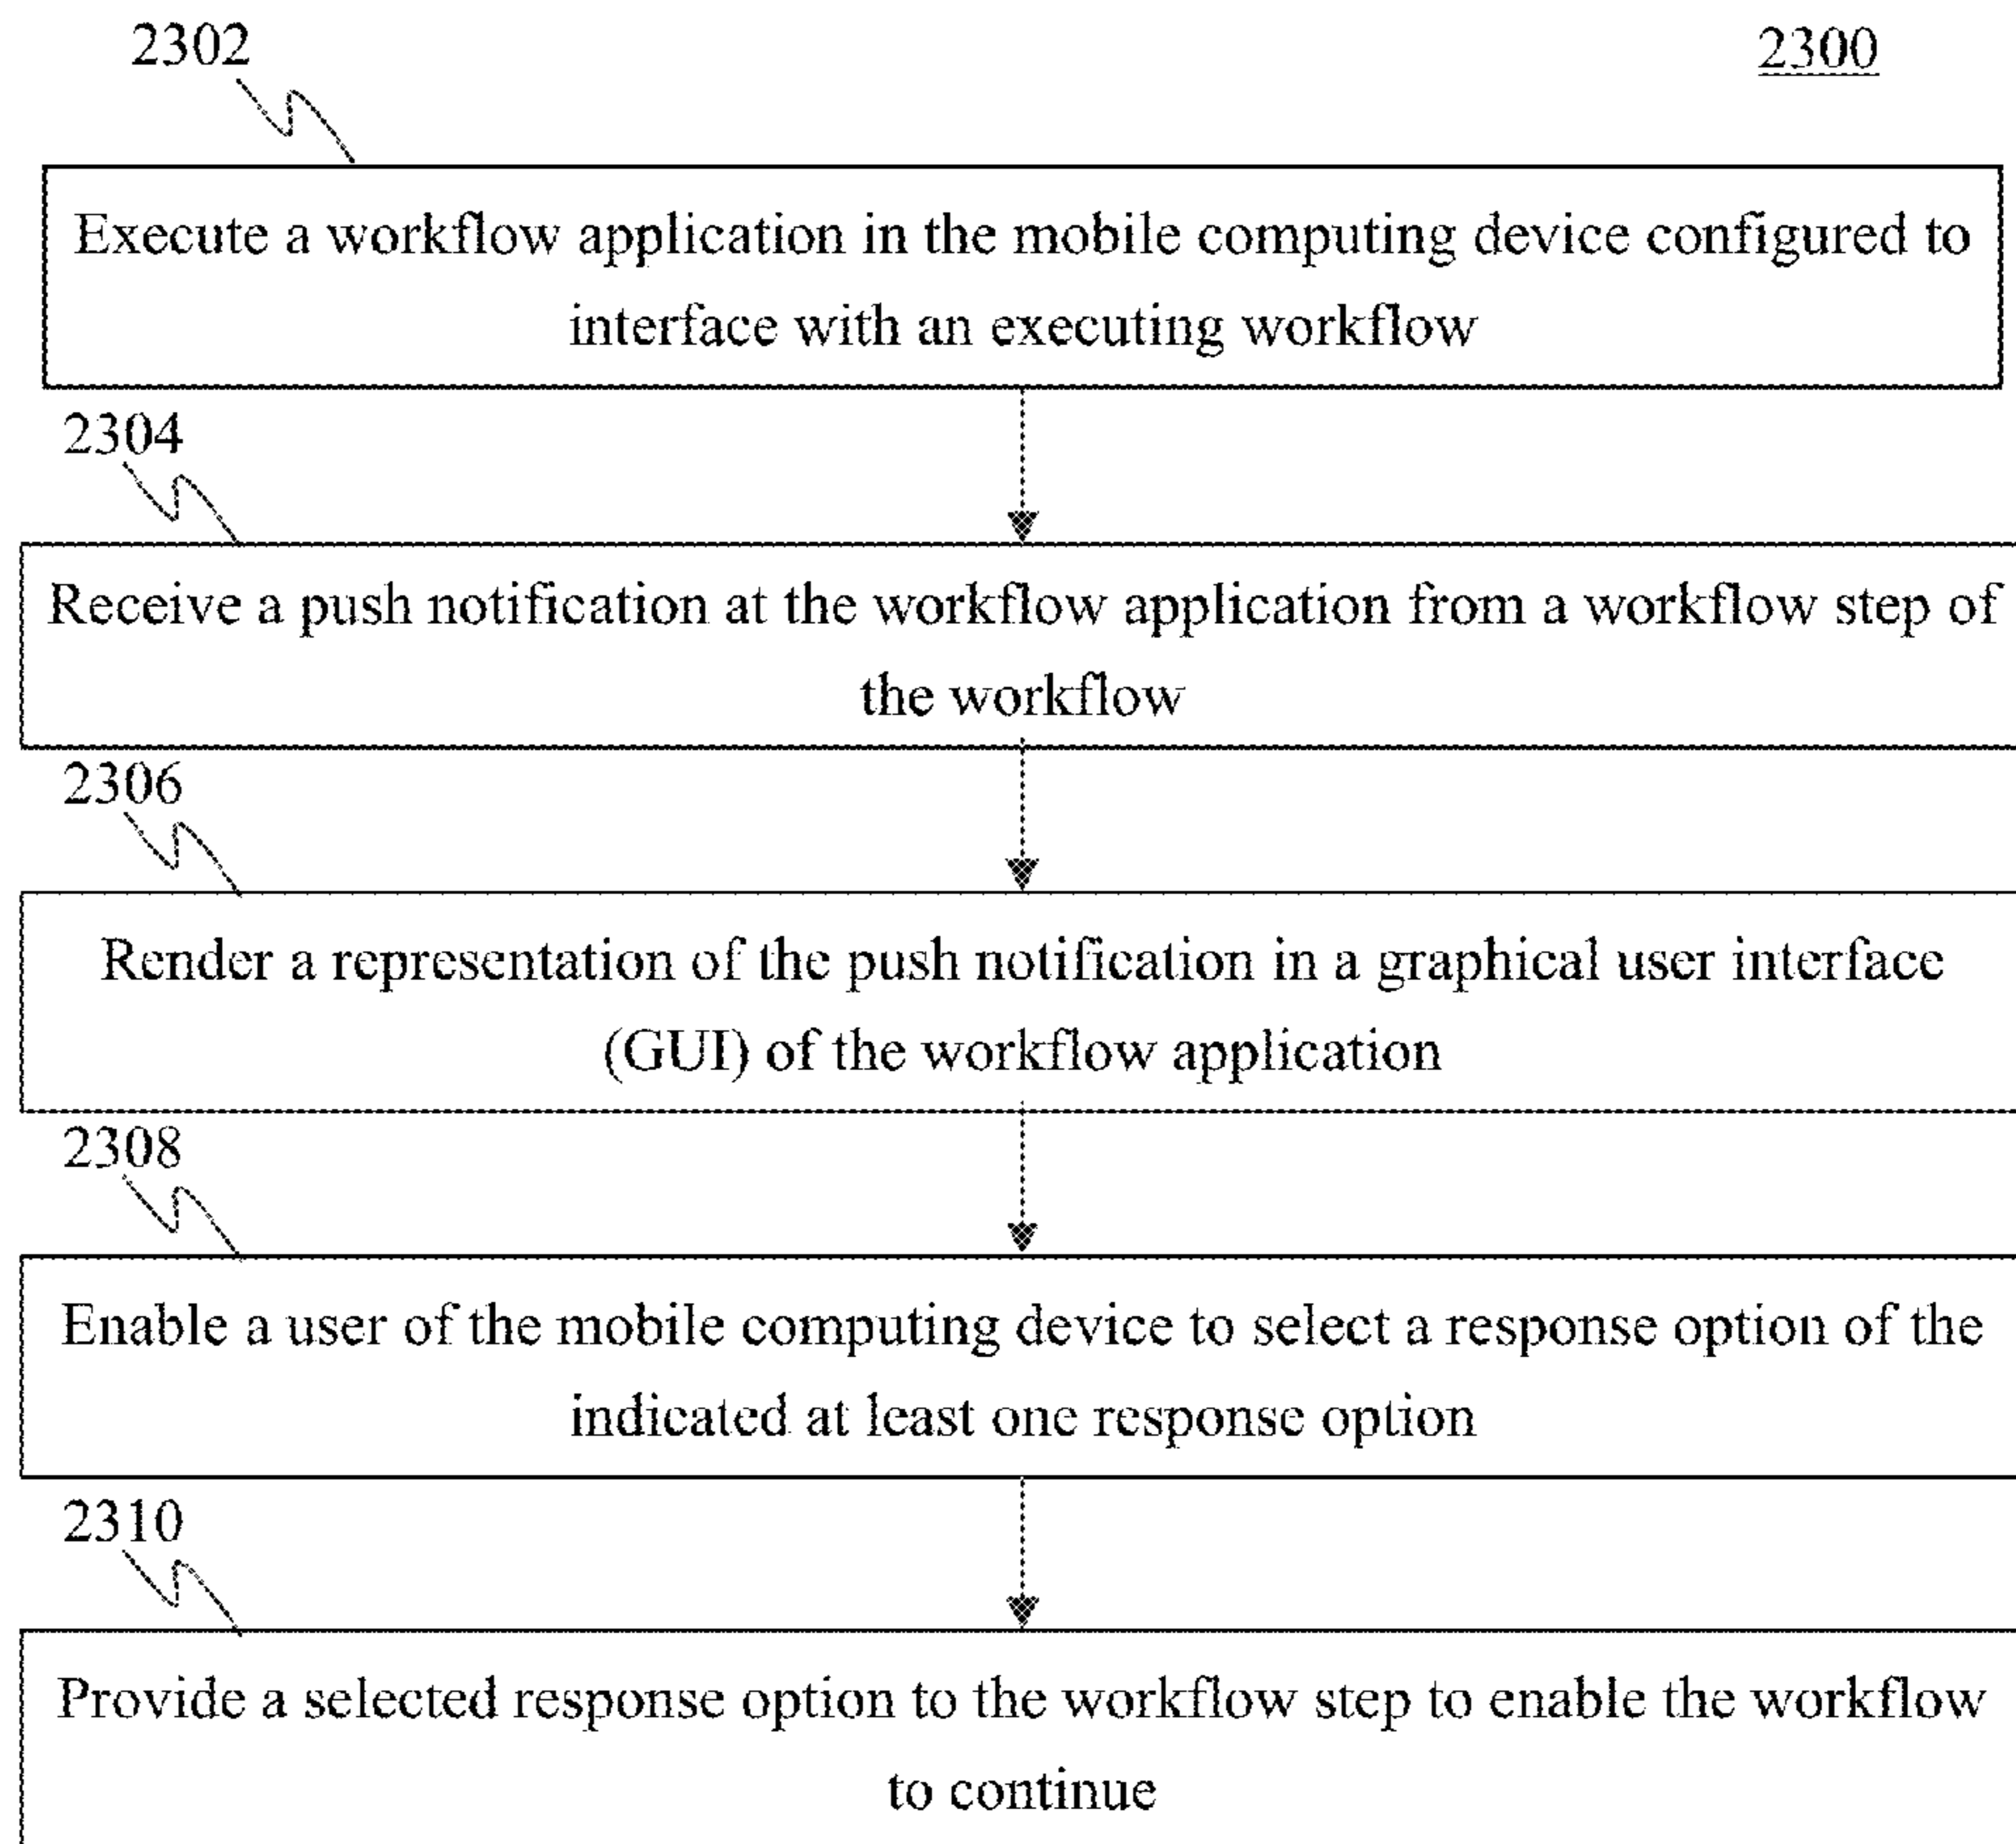 2302
2300
Execute a workflow application in the mobile computing device configured to
interface with an executing workflow
2304
Receive a push notification at the workflow application from a workflow step of
the workflow
2306
Render a representation of the push notification in a graphical user interface
(GUI) of the workflow application
2308
Enable a user of the mobile computing device to select a response option of the
indicated at least one response option
2310
Provide a selected response option to the workflow step to enable the workflow
to continue